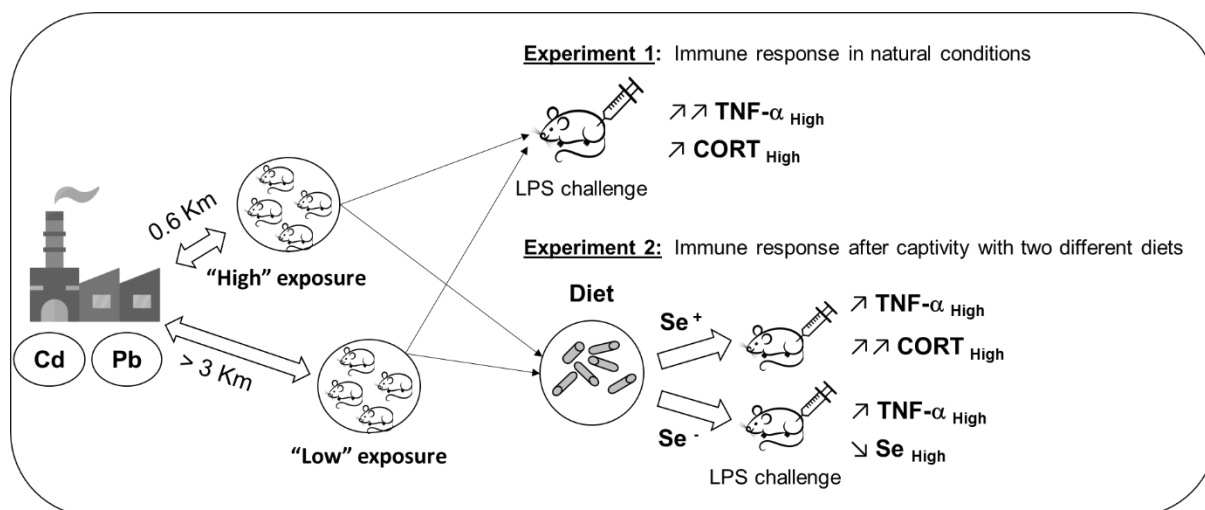 Experiment 1: Immune response in natural conditions
↗↗ TNF-α High
↗ CORT High
LPS challenge
0.6 Km
"High" exposure
Cd
Pb
> 3 Km
"Low" exposure
Experiment 2: Immune response after captivity with two different diets
Diet
Se +
↗ TNF-α High
↗↗ CORT High
Se -
↗ TNF-α High
↘ Se High
LPS challenge